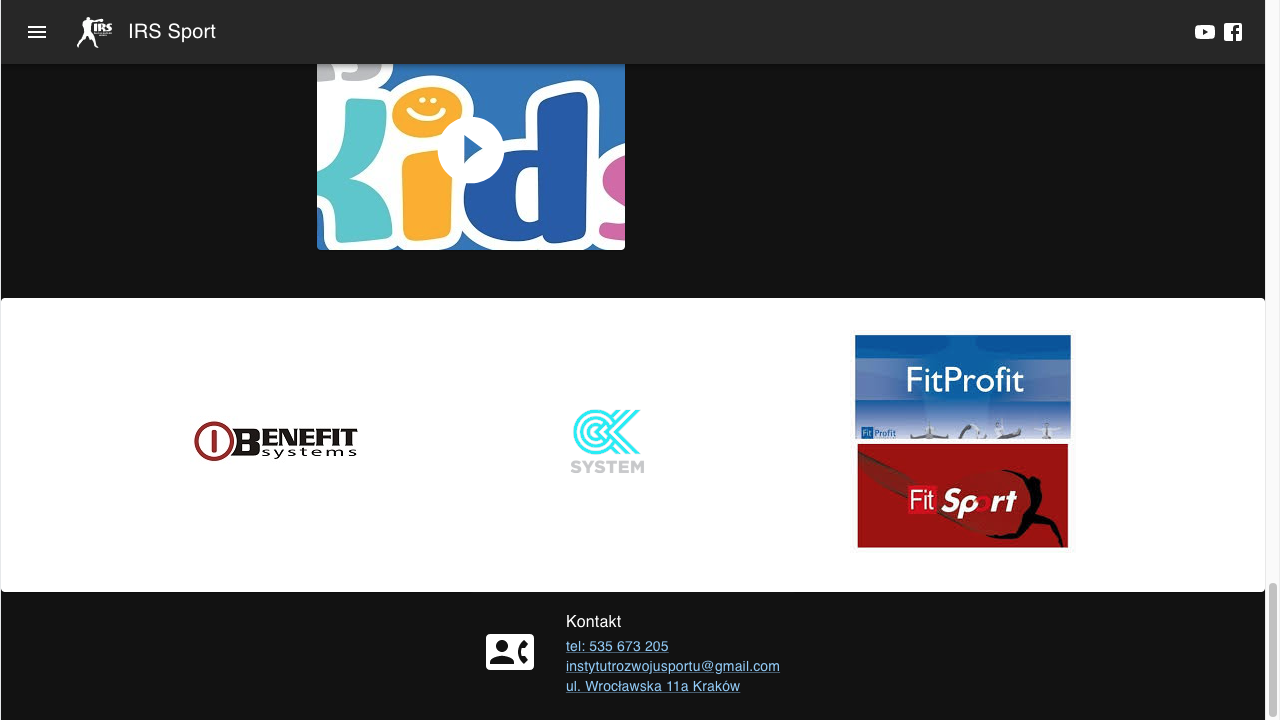 IRS
IRS Sport
kids
BENEFIT
systems
OK
SYSTEM
FitProfit
Fit Profit
Fit Sport
Kontakt
tel: 535 673 205
instytutrozwojusportu@gmail.com
ul. Wrocławska 11a Kraków